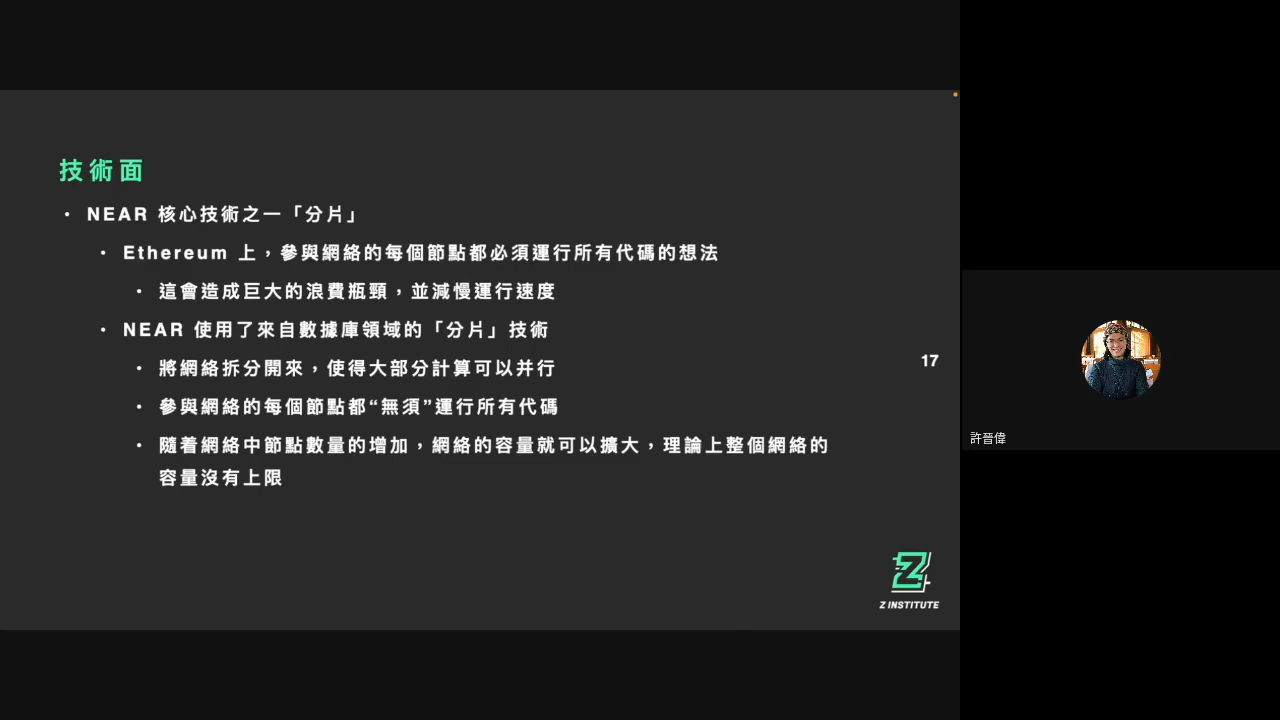 技術面
• NEAR 核心技術之一「分片」
• Ethereum 上，參與網絡的每個節點都必須運行所有代碼的想法
• 這會造成巨大的浪費瓶頸，並減慢運行速度
• NEAR 使用了來自數據庫領域的「分片」技術
• 將網絡拆分開來，使得大部分計算可以并行
• 參與網絡的每個節點都“無須”運行所有代碼
• 隨着網絡中節點數量的增加，網絡的容量就可以擴大，理論上整個網絡的
容量沒有上限
17
Z INSTITUTE
許晉偉